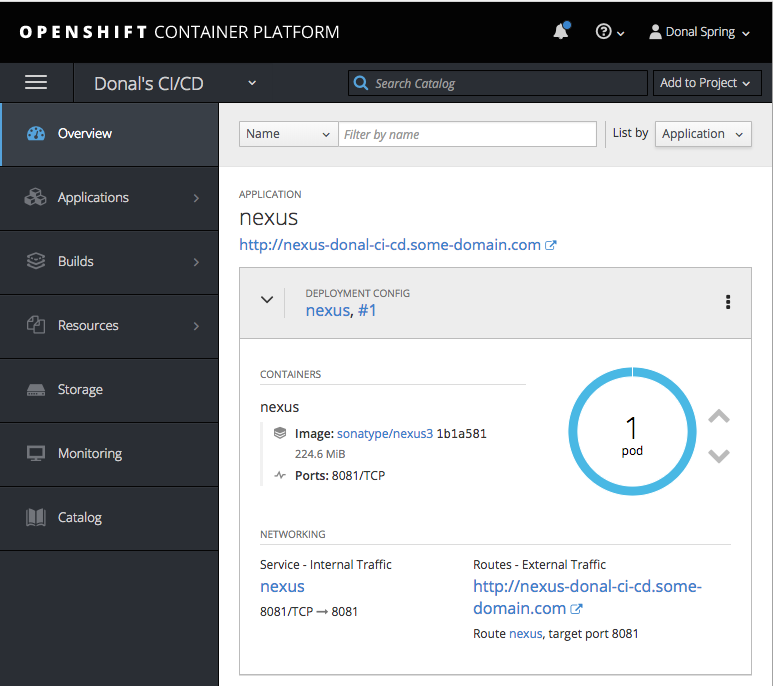 OPENSHIFT CONTAINER PLATFORM
Donal Spring
Donal's CI/CD
Search Catalog
Add to Project
Overview
Applications
Builds
Resources
Storage
Monitoring
Catalog
Name
Filter by name
List by
Application
APPLICATION
nexus
http://nexus-donal-ci-cd.some-domain.com
DEPLOYMENT CONFIG
nexus, #1
CONTAINERS
nexus
Image: sonatype/nexus3 1b1a581
224.6 MiB
Ports: 8081/TCP
1
pod
NETWORKING
Service - Internal Traffic
nexus
8081/TCP → 8081
Routes - External Traffic
http://nexus-donal-ci-cd.some-
domain.com
Route nexus, target port 8081